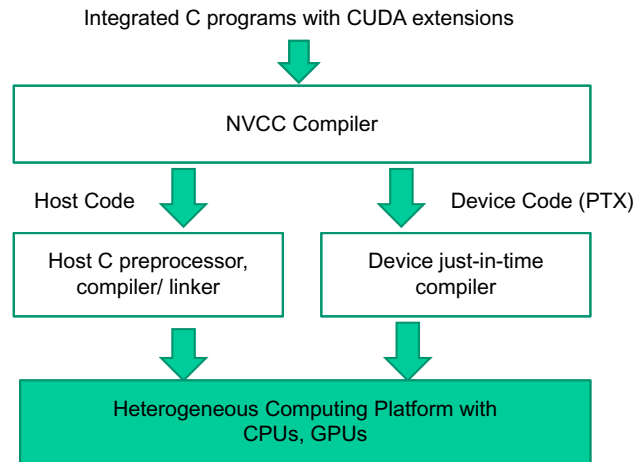 Integrated C programs with CUDA extensions
NVCC Compiler
Host Code
Device Code (PTX)
Host C preprocessor,
compiler/ linker
Device just-in-time
compiler
Heterogeneous Computing Platform with
CPUs, GPUs